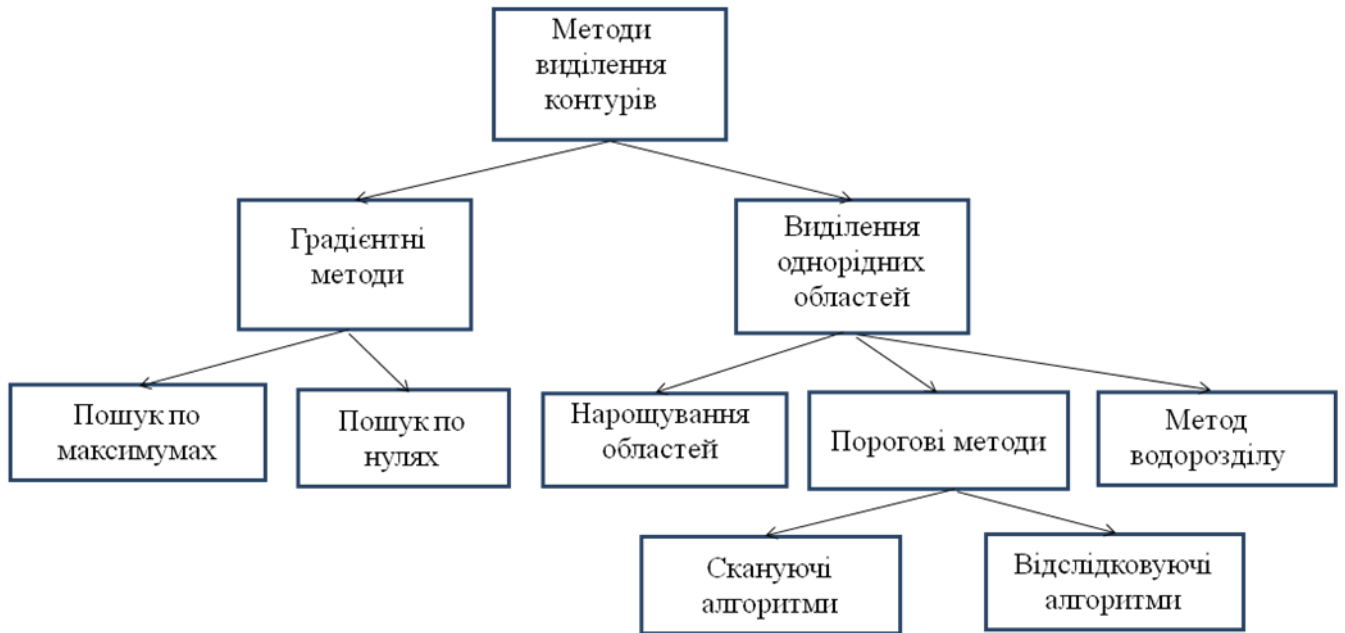 Методи
виділення
контурів
Градієнтні
методи
Виділення
однорідних
областей
Пошук по
максимумах
Пошук по
нулях
Нарощування
областей
Порогові методи
Метод
водорозділу
Скануючі
алгоритми
Відслідковуючі
алгоритми